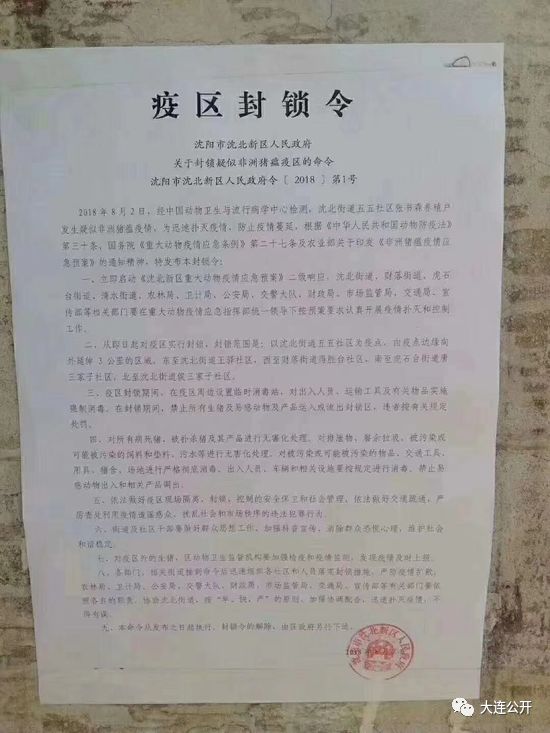 疫区封锁令
沈阳市沈北新区人民政府
关于封锁疑似非洲猪瘟疫区的命令
沈阳市沈北新区人民政府令〔2018〕第1号
2018年8月2日，经中国动物卫生与流行病学中心检测，沈北街道五五社区张书森养殖户
发生疑似非洲猪瘟疫情，为迅速扑灭疫情，防止疫情蔓延，根据《中华人民共和国动物防疫法》
第三十条，国务院《重大动物疫情应急条例》第二十七条及农业部关于印发《非洲猪瘟疫情应
急预案》的通知精神，特发布本封锁令：
一、立即启动《沈北新区重大动物疫情应急预案》二级响应，沈北街道、财落街道、虎石
台街道、清水街道、农林局、卫计局、公安局、交警大队、财政局、市场监管局、交通局、宣
传部等相关部门要在重大动物疫情应急指挥部统一领导下按预案要求认真开展疫情扑灭和控制
工作。
二、从即日起对疫区实行封锁，封锁范围是：以沈北街道五五社区为疫点，由疫点边缘向
外延伸3公里的区域，东至沈北街道王驿社区，西至财落街道得胜台社区，南至虎石台街道唐
三家子社区，北至沈北街道侯三家子社区。
三、疫区封锁期间，在疫区周边设置临时消毒站，对出入人员、运输工具及有关物品实施
强制消毒。在封锁期间，禁止所有生猪及易感动物及产品运入或流出封锁区，违者按有关规定
处罚。
四、对所有病死猪、被扑杀猪及其产品进行无害化处理。对排泄物、餐余垃圾、被污染或
可能被污染的饲料和垫料、污水等进行无害化处理。对被污染或可能被污染的物品、交通工具、
用具、猪舍、场地进行严格彻底消毒。出入人员、车辆和相关设施要按规定进行消毒。禁止易
感动物出入和相关产品调出。
五、依法做好疫区现场隔离、封锁、控制的安全保卫和社会管理，依法做好交通疏通，严
厉查处利用疫情造谣惑众、扰乱社会和市场秩序的违法犯罪行为。
六、街道及社区干部要做好群众思想工作，加强科普宣传，消除群众恐慌心理，维护社会
和谐稳定。
七、对疫区外的生猪，区动物卫生监督机构要加强检疫和疫情监测，发现疫情及时上报。
八、各部门、相关街道接到命令后迅速组织各社区和人员落实封锁措施，严防疫情扩散。
农林局、卫计局、公安局、交警大队、财政局、市场监管局、交通局、宣传部等有关部门要依
照各自的职责，协助沈北街道，按“早、快、严”的原则，加强协调配合，迅速扑灭疫情，不
得有误。
九、本命令从发布之日起执行，封锁令的解除，由区政府另行下达。
沈阳市沈北新区人民政府
大连公开